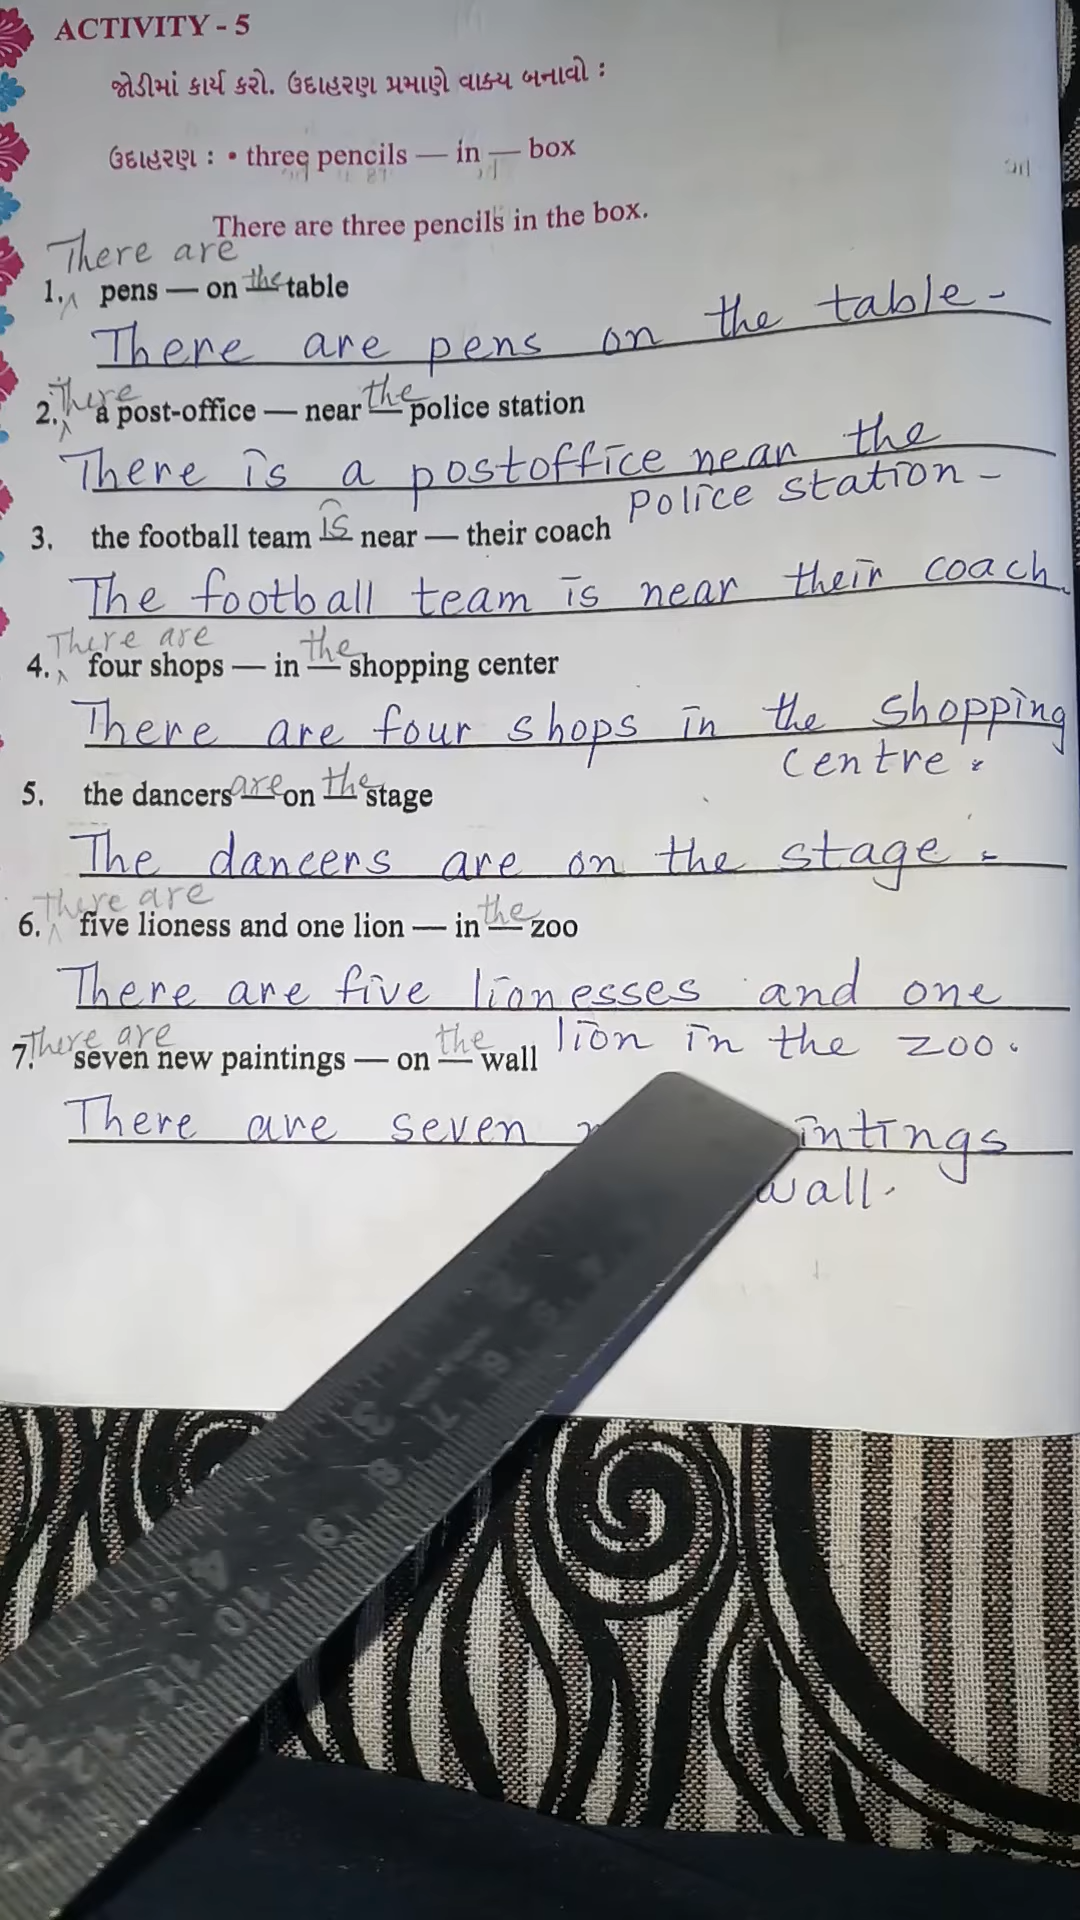 ACTIVITY - 5
જોડીમાં કાર્ય કરો. ઉદાહરણ પ્રમાણે વાક્ય બનાવો :
ઉદાહરણ : • three pencils — in — box
There are three pencils in the box.
There are
1. pens — on the table
There are pens on the table.
There
2. a post-office — near the police station
There is a postoffice near the
Police station.
3. the football team is near — their coach
The football team is near their coach.
There are
4. four shops — in the shopping center
There are four shops in the shopping
centre.
5. the dancers are on the stage
The dancers are on the stage.
There are
6. five lioness and one lion — in the zoo
There are five lionesses and one
lion in the zoo.
There are
7. seven new paintings — on the wall
There are seven
wall.